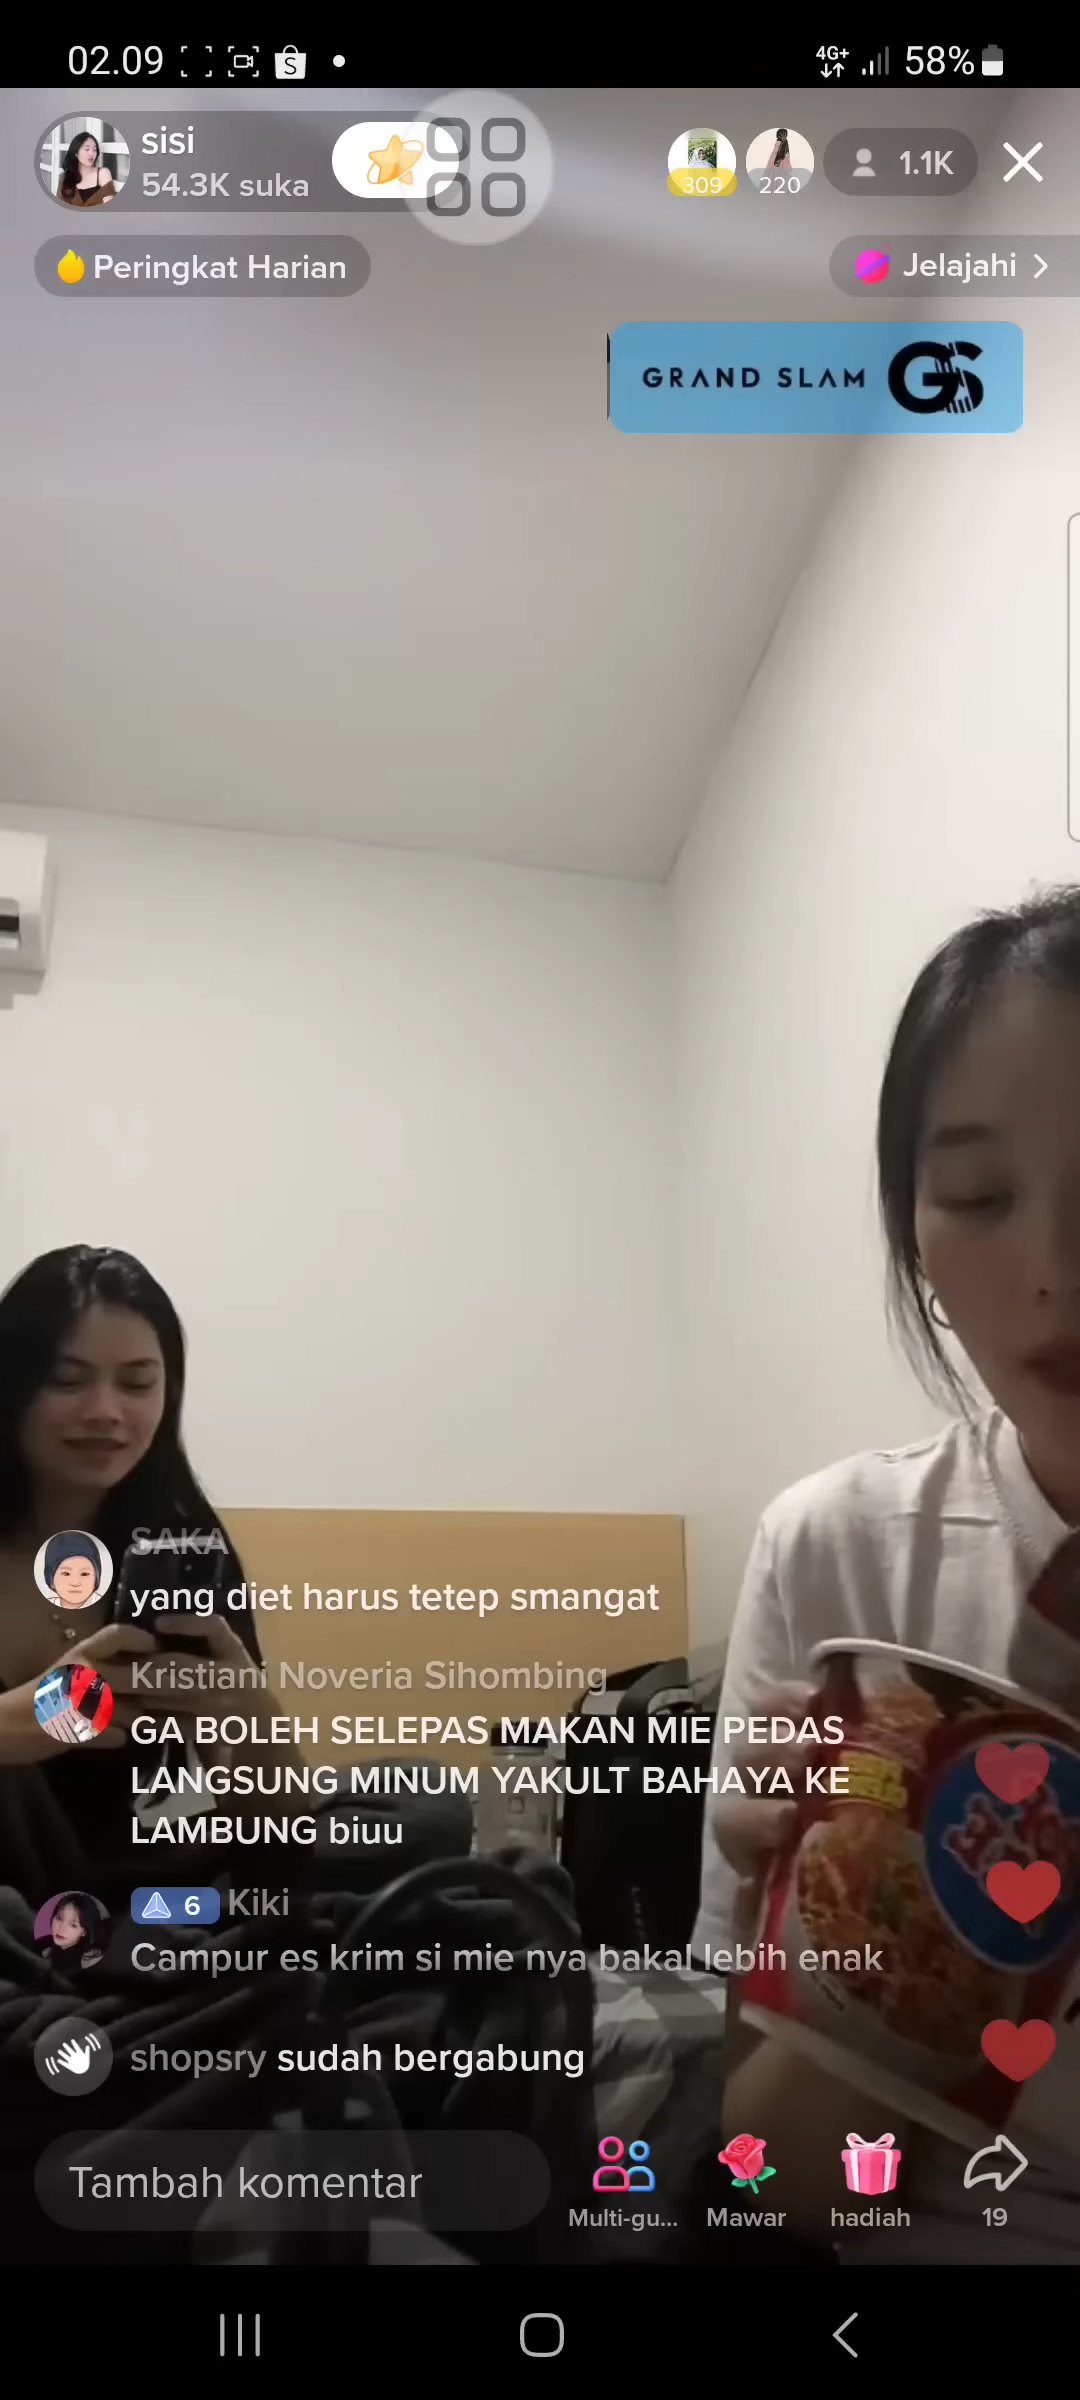 02.09
S
4G+
58%
sisi
54.3K suka
309
220
1.1K
Peringkat Harian
Jelajahi
GRAND SLAM GS
SAKA
yang diet harus tetep smangat
Kristiani Noveria Sihombing
GA BOLEH SELEPAS MAKAN MIE PEDAS
LANGSUNG MINUM YAKULT BAHAYA KE
LAMBUNG biuu
6 Kiki
Campur es krim si mie nya bakal lebih enak
shopsry sudah bergabung
Tambah komentar
Multi-gu...
Mawar
hadiah
19